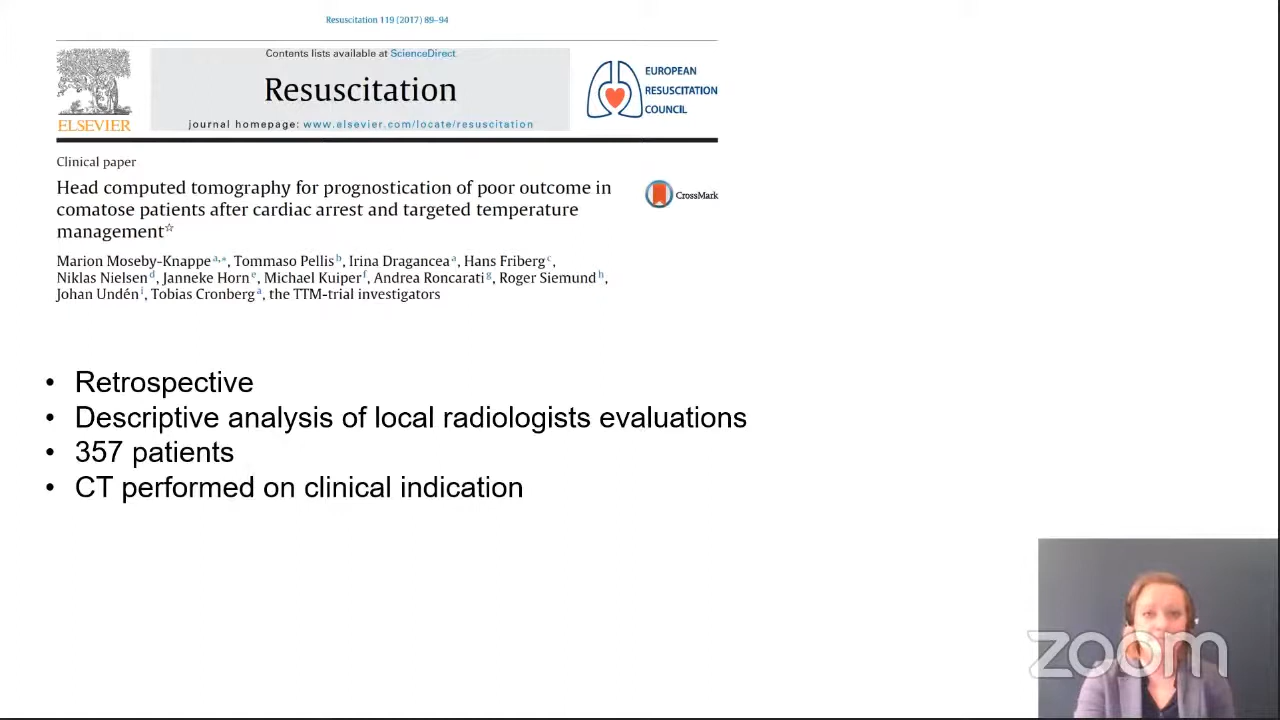 Resuscitation 119 (2017) 89–94
Contents lists available at ScienceDirect
Resuscitation
journal homepage: www.elsevier.com/locate/resuscitation
ELSEVIER
EUROPEAN
RESUSCITATION
COUNCIL
Clinical paper
Head computed tomography for prognostication of poor outcome in
comatose patients after cardiac arrest and targeted temperature
management☆
CrossMark
Marion Moseby-Knappe a,*, Tommaso Pellis b, Irina Dragancea a, Hans Friberg c,
Niklas Nielsen d, Janneke Horn e, Michael Kuiper f, Andrea Roncarati g, Roger Siemund h,
Johan Undén i, Tobias Cronberg a, the TTM-trial investigators
• Retrospective
• Descriptive analysis of local radiologists evaluations
• 357 patients
• CT performed on clinical indication
zoom